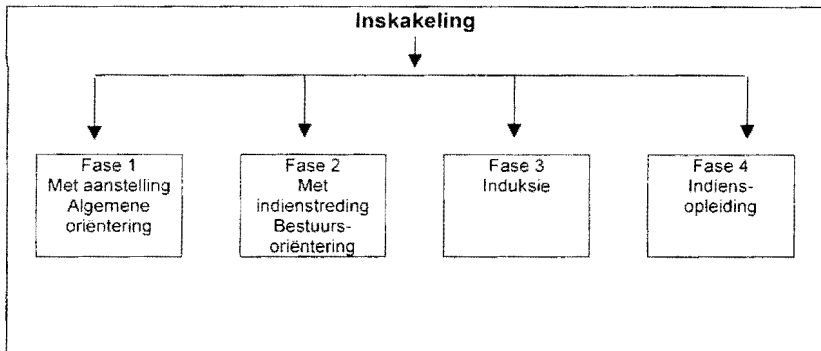 Inskakeling
Fase 1
Met aanstelling
Algemene
oriëntering
Fase 2
Met
indienstreding
Bestuurs-
oriëntering
Fase 3
Induksie
Fase 4
Indiens-
opleiding